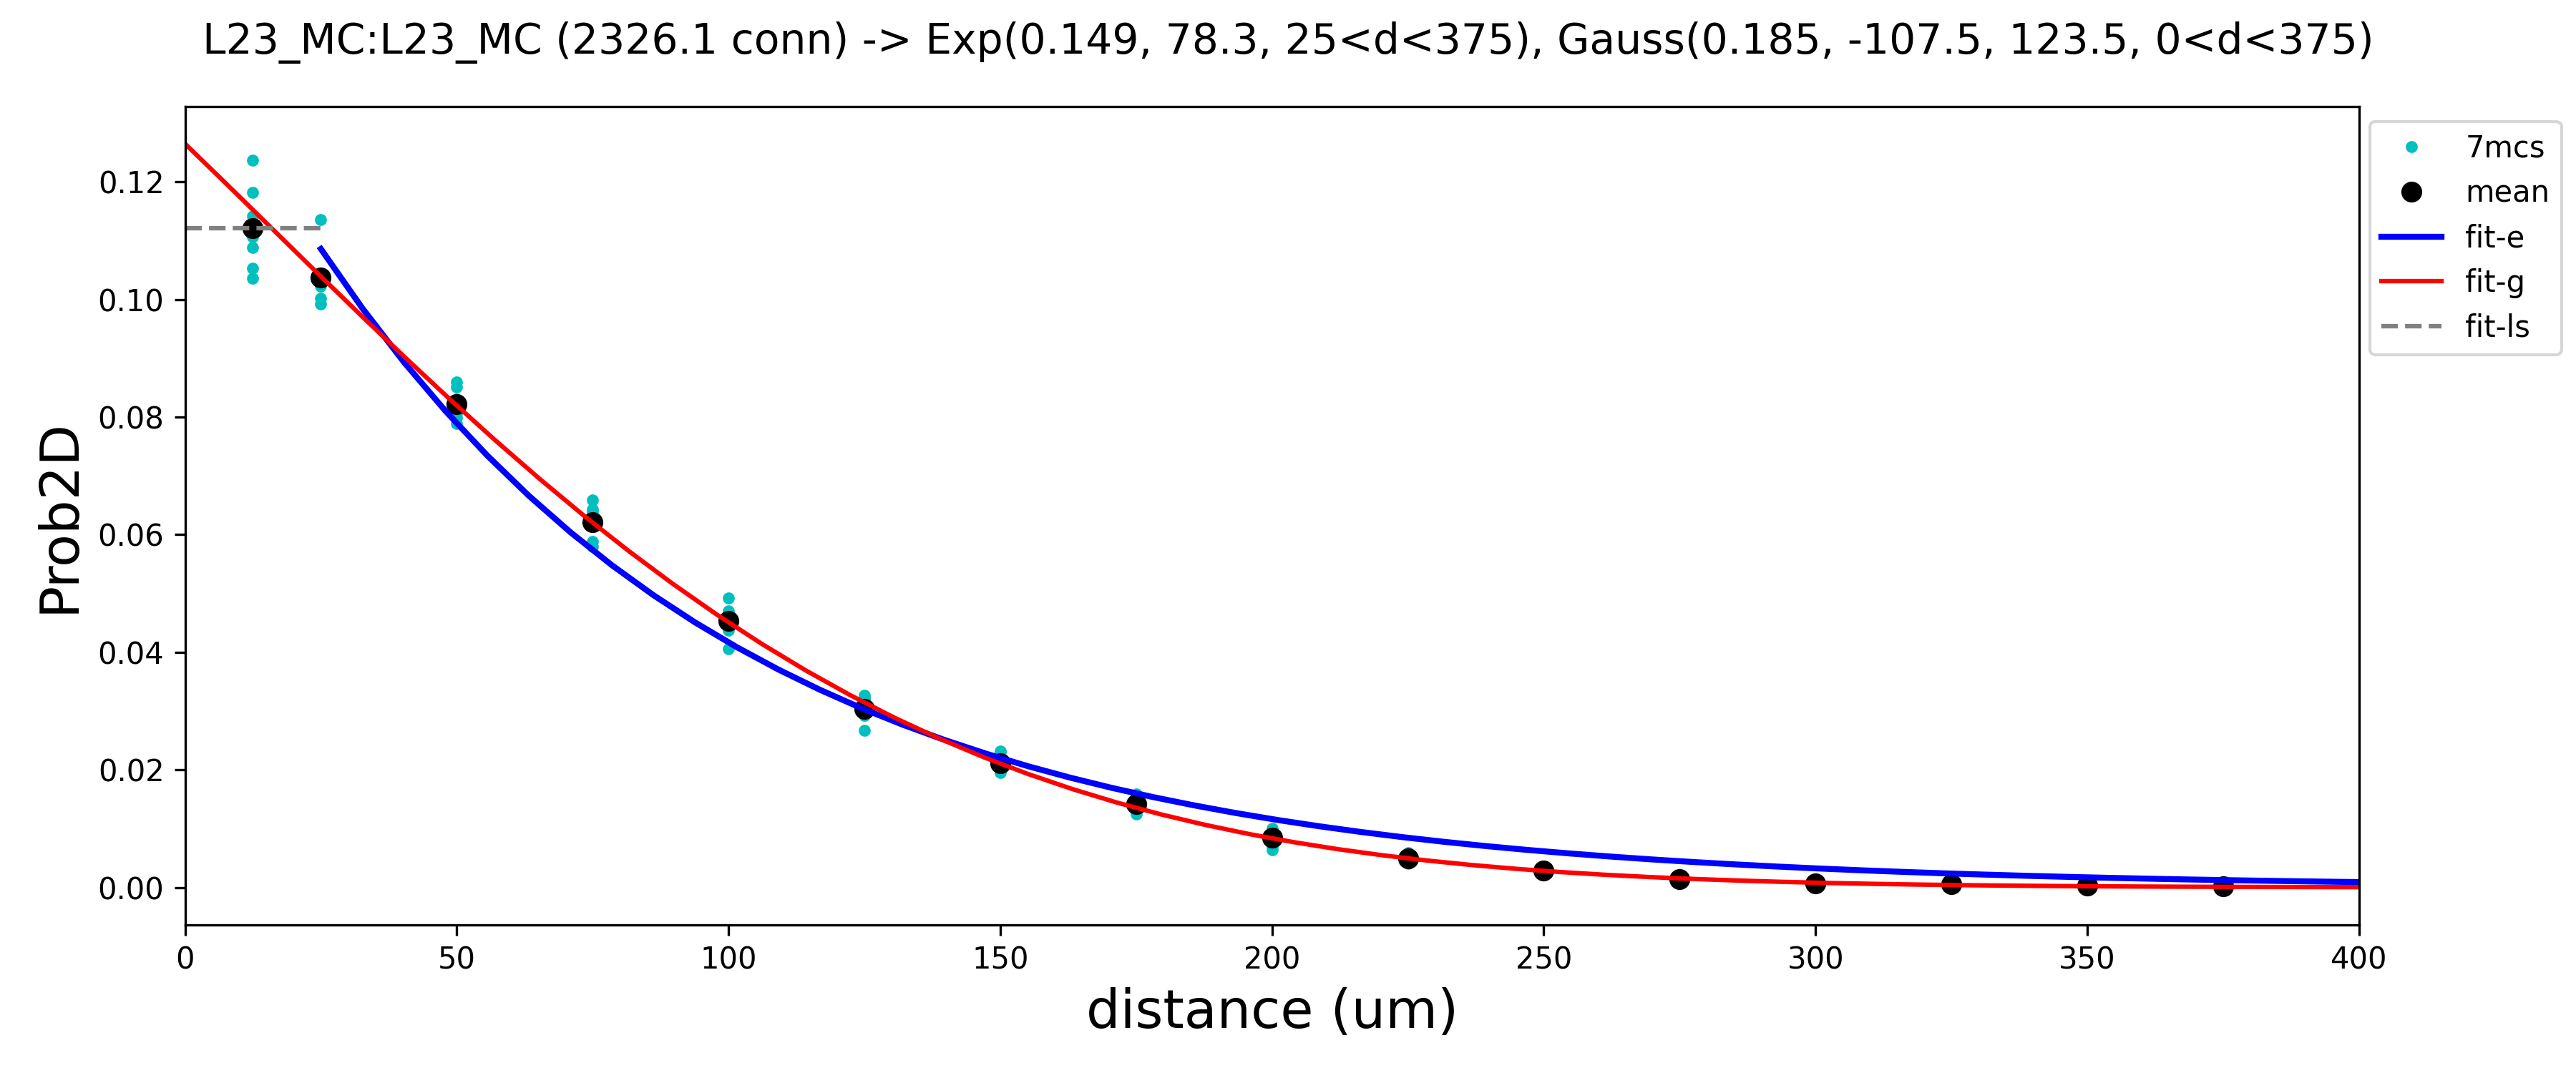 L23_MC:L23_MC (2326.1 conn) -> Exp(0.149, 78.3, 25<d<375), Gauss(0.185, -107.5, 123.5, 0<d<375)
7mcs
mean
fit-e
fit-g
fit-ls
Prob2D
0.12
0.10
0.08
0.06
0.04
0.02
0.00
0 50 100 150 200 250 300 350 400
distance (um)